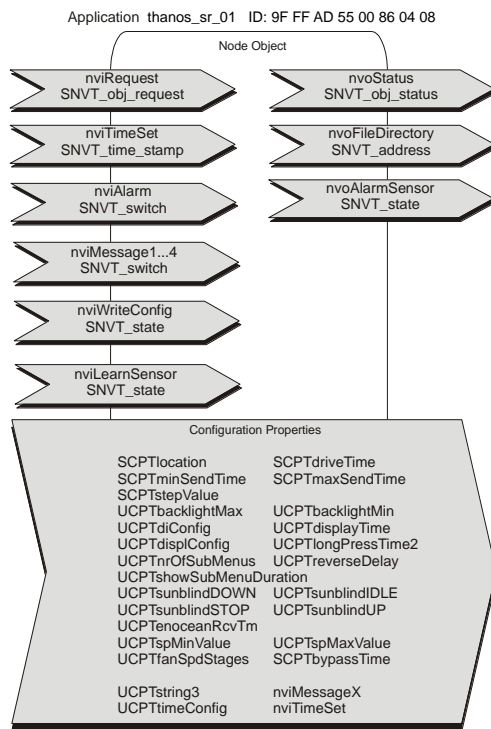 Application thanos_sr_01 ID: 9F FF AD 55 00 86 04 08
Node Object
nviRequest
SNVT_obj_request
nvoStatus
SNVT_obj_status
nviTimeSet
SNVT_time_stamp
nvoFileDirectory
SNVT_address
nviAlarm
SNVT_switch
nvoAlarmSensor
SNVT_state
nviMessage1...4
SNVT_switch
nviWriteConfig
SNVT_state
nviLearnSensor
SNVT_state
Configuration Properties
SCPTlocation SCPTdriveTime
SCPTminSendTime SCPTmaxSendTime
SCPTstepValue
UCPTbacklightMax UCPTbacklightMin
UCPTdiConfig UCPTdisplayTime
UCPTdisplConfig UCPTlongPressTime2
UCPTnrOfSubMenus UCPTreverseDelay
UCPTshowSubMenuDuration
UCPTsunblindDOWN UCPTsunblindIDLE
UCPTsunblindSTOP UCPTsunblindUP
UCPTenoceanRcvTm
UCPTspMinValue UCPTspMaxValue
UCPTfanSpdStages SCPTbypassTime
UCPTstring3 nviMessageX
UCPTtimeConfig nviTimeSet